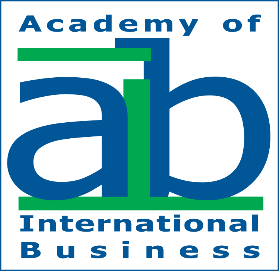 Academy of
aib
International
Business